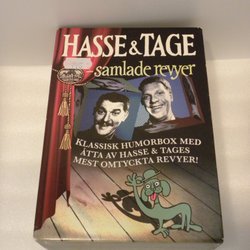 HASSE & TAGE
samlade revyer
KLASSISK HUMORBOX MED
ÅTTA AV HASSE & TAGES
MEST OMTYCKTA REVYER!